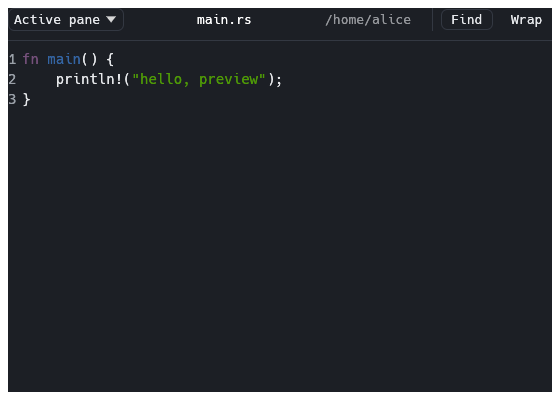 Active pane main.rs /home/alice Find Wrap
1 fn main() {
2     println!("hello, preview");
3 }